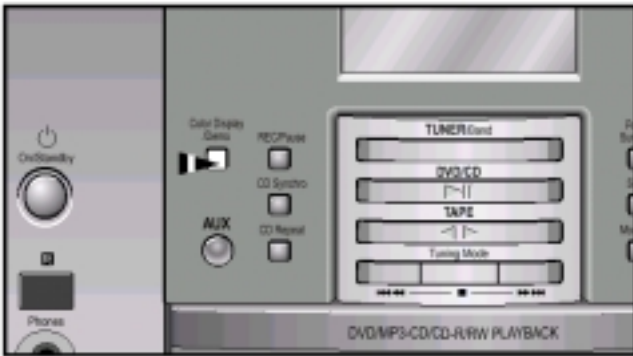 On/Standby
Phones
Color Display
/Demo
REC/Pause
CD Synchro.
AUX
CD Repeat
TUNER/Band
DVD/CD
TAPE
Tuning Mode
DVD/MP3-CD/CD-R/RW PLAYBACK